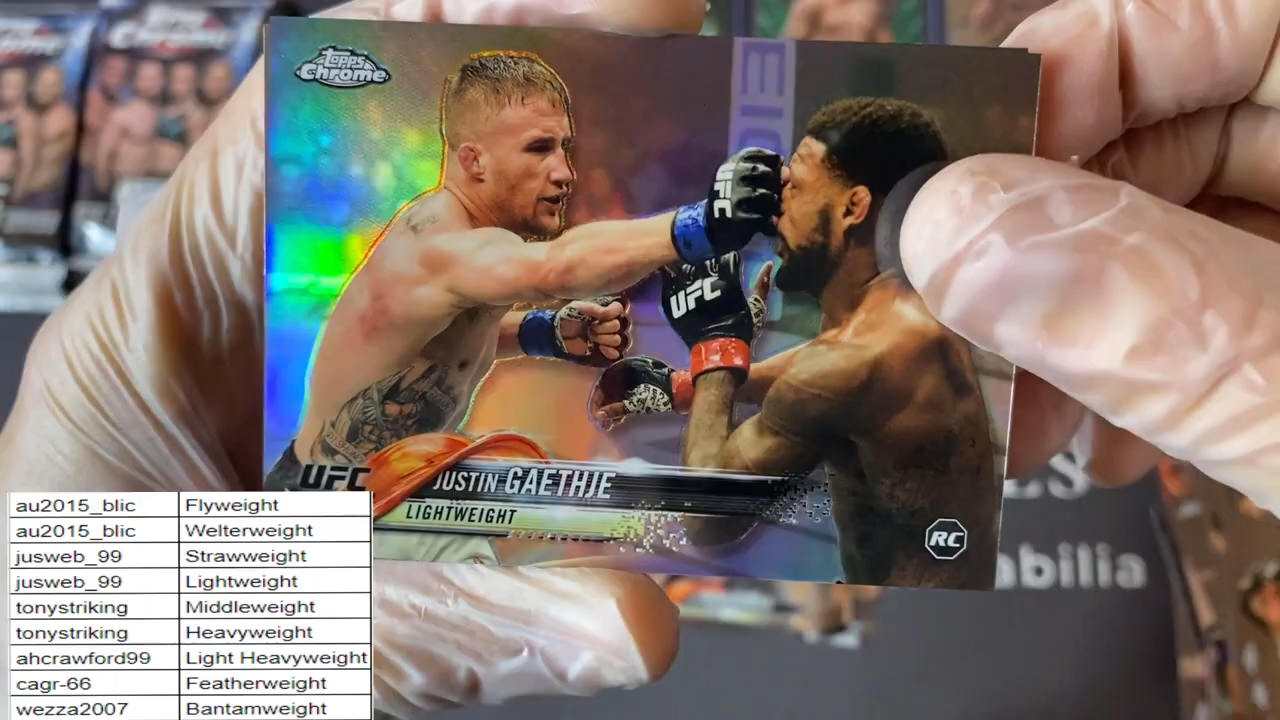 Topps
Chrome
EIG
UFC
UFC
UFC
JUSTIN GAETHJE
LIGHTWEIGHT
RC
abilia
au2015_blic Flyweight
au2015_blic Welterweight
jusweb_99 Strawweight
jusweb_99 Lightweight
tonystriking Middleweight
tonystriking Heavyweight
ahcrawford99 Light Heavyweight
cagr-66 Featherweight
wezza2007 Bantamweight